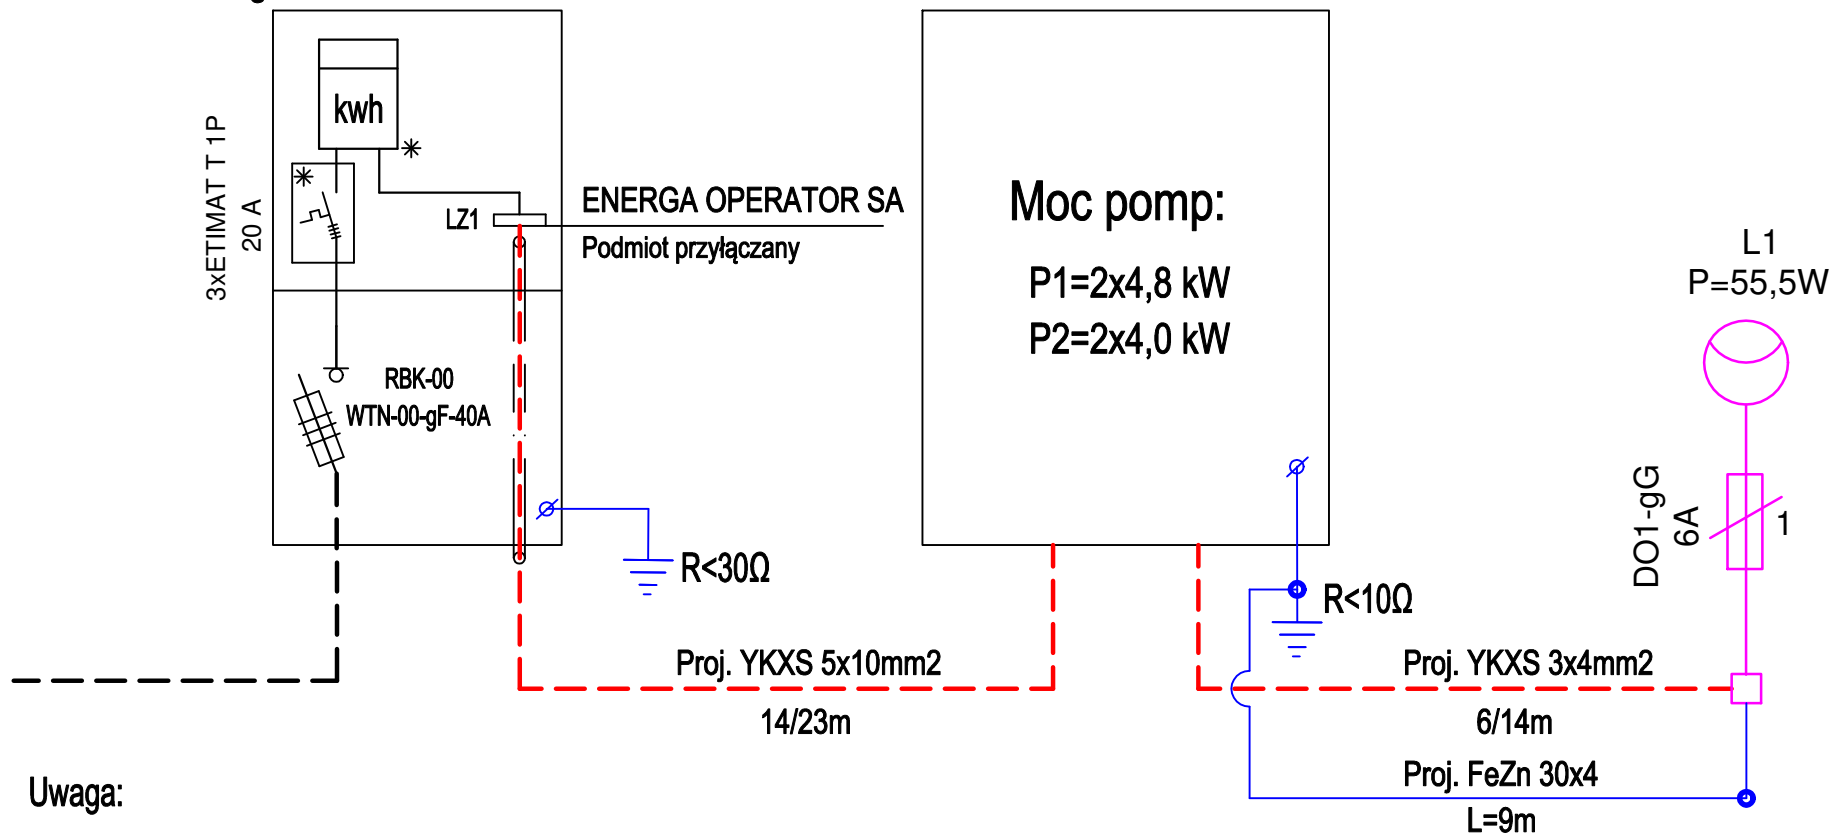 kwh
3xETIMAT T 1P
20 A
LZ1
ENERGA OPERATOR SA
Podmiot przyłączany
RBK-00
WTN-00-gF-40A
R<30Ω
Moc pomp:
P1=2x4,8 kW
P2=2x4,0 kW
L1
P=55,5W
DO1-gG
6A
1
R<10Ω
Proj. YKXS 5x10mm2
14/23m
Proj. YKXS 3x4mm2
6/14m
Proj. FeZn 30x4
L=9m
Uwaga: